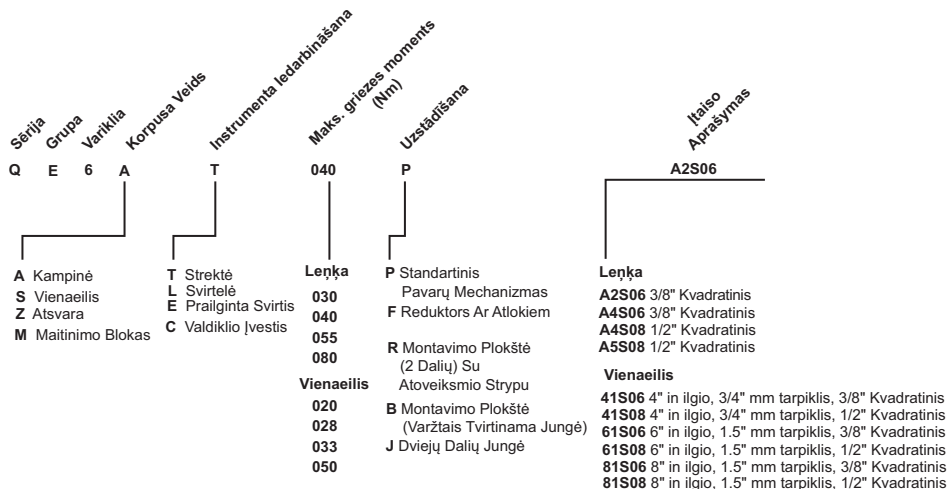 Sērija
Grupa
Variklia
Korpusa Veids
Instrumenta Iedarbināšana
Maks. griezes moments
(Nm)
Uzstādīšana
Įtaiso
Aprašymas
Q E 6 A T 040 P A2S06
A Kampinė
S Vienaeilis
Z Atsvara
M Maitinimo Blokas
T Strektė
L Svirtelė
E Prailginta Svirtis
C Valdiklio Įvestis
Leņķa
030
040
055
080
Vienaeilis
020
028
033
050
P Standartinis
Pavarų Mechanizmas
F Reduktors Ar Atlokiem
R Montavimo Plokštė
(2 Dalių) Su
Atoveiksmio Strypu
B Montavimo Plokštė
(Varžtais Tvirtinama Jungė)
J Dviejų Dalių Jungė
Leņķa
A2S06 3/8" Kvadratinis
A4S06 3/8" Kvadratinis
A4S08 1/2" Kvadratinis
A5S08 1/2" Kvadratinis
Vienaeilis
41S06 4" in ilgio, 3/4" mm tarpiklis, 3/8" Kvadratinis
41S08 4" in ilgio, 3/4" mm tarpiklis, 1/2" Kvadratinis
61S06 6" in ilgio, 1.5" mm tarpiklis, 3/8" Kvadratinis
61S08 6" in ilgio, 1.5" mm tarpiklis, 1/2" Kvadratinis
81S06 8" in ilgio, 1.5" mm tarpiklis, 3/8" Kvadratinis
81S08 8" in ilgio, 1.5" mm tarpiklis, 1/2" Kvadratinis